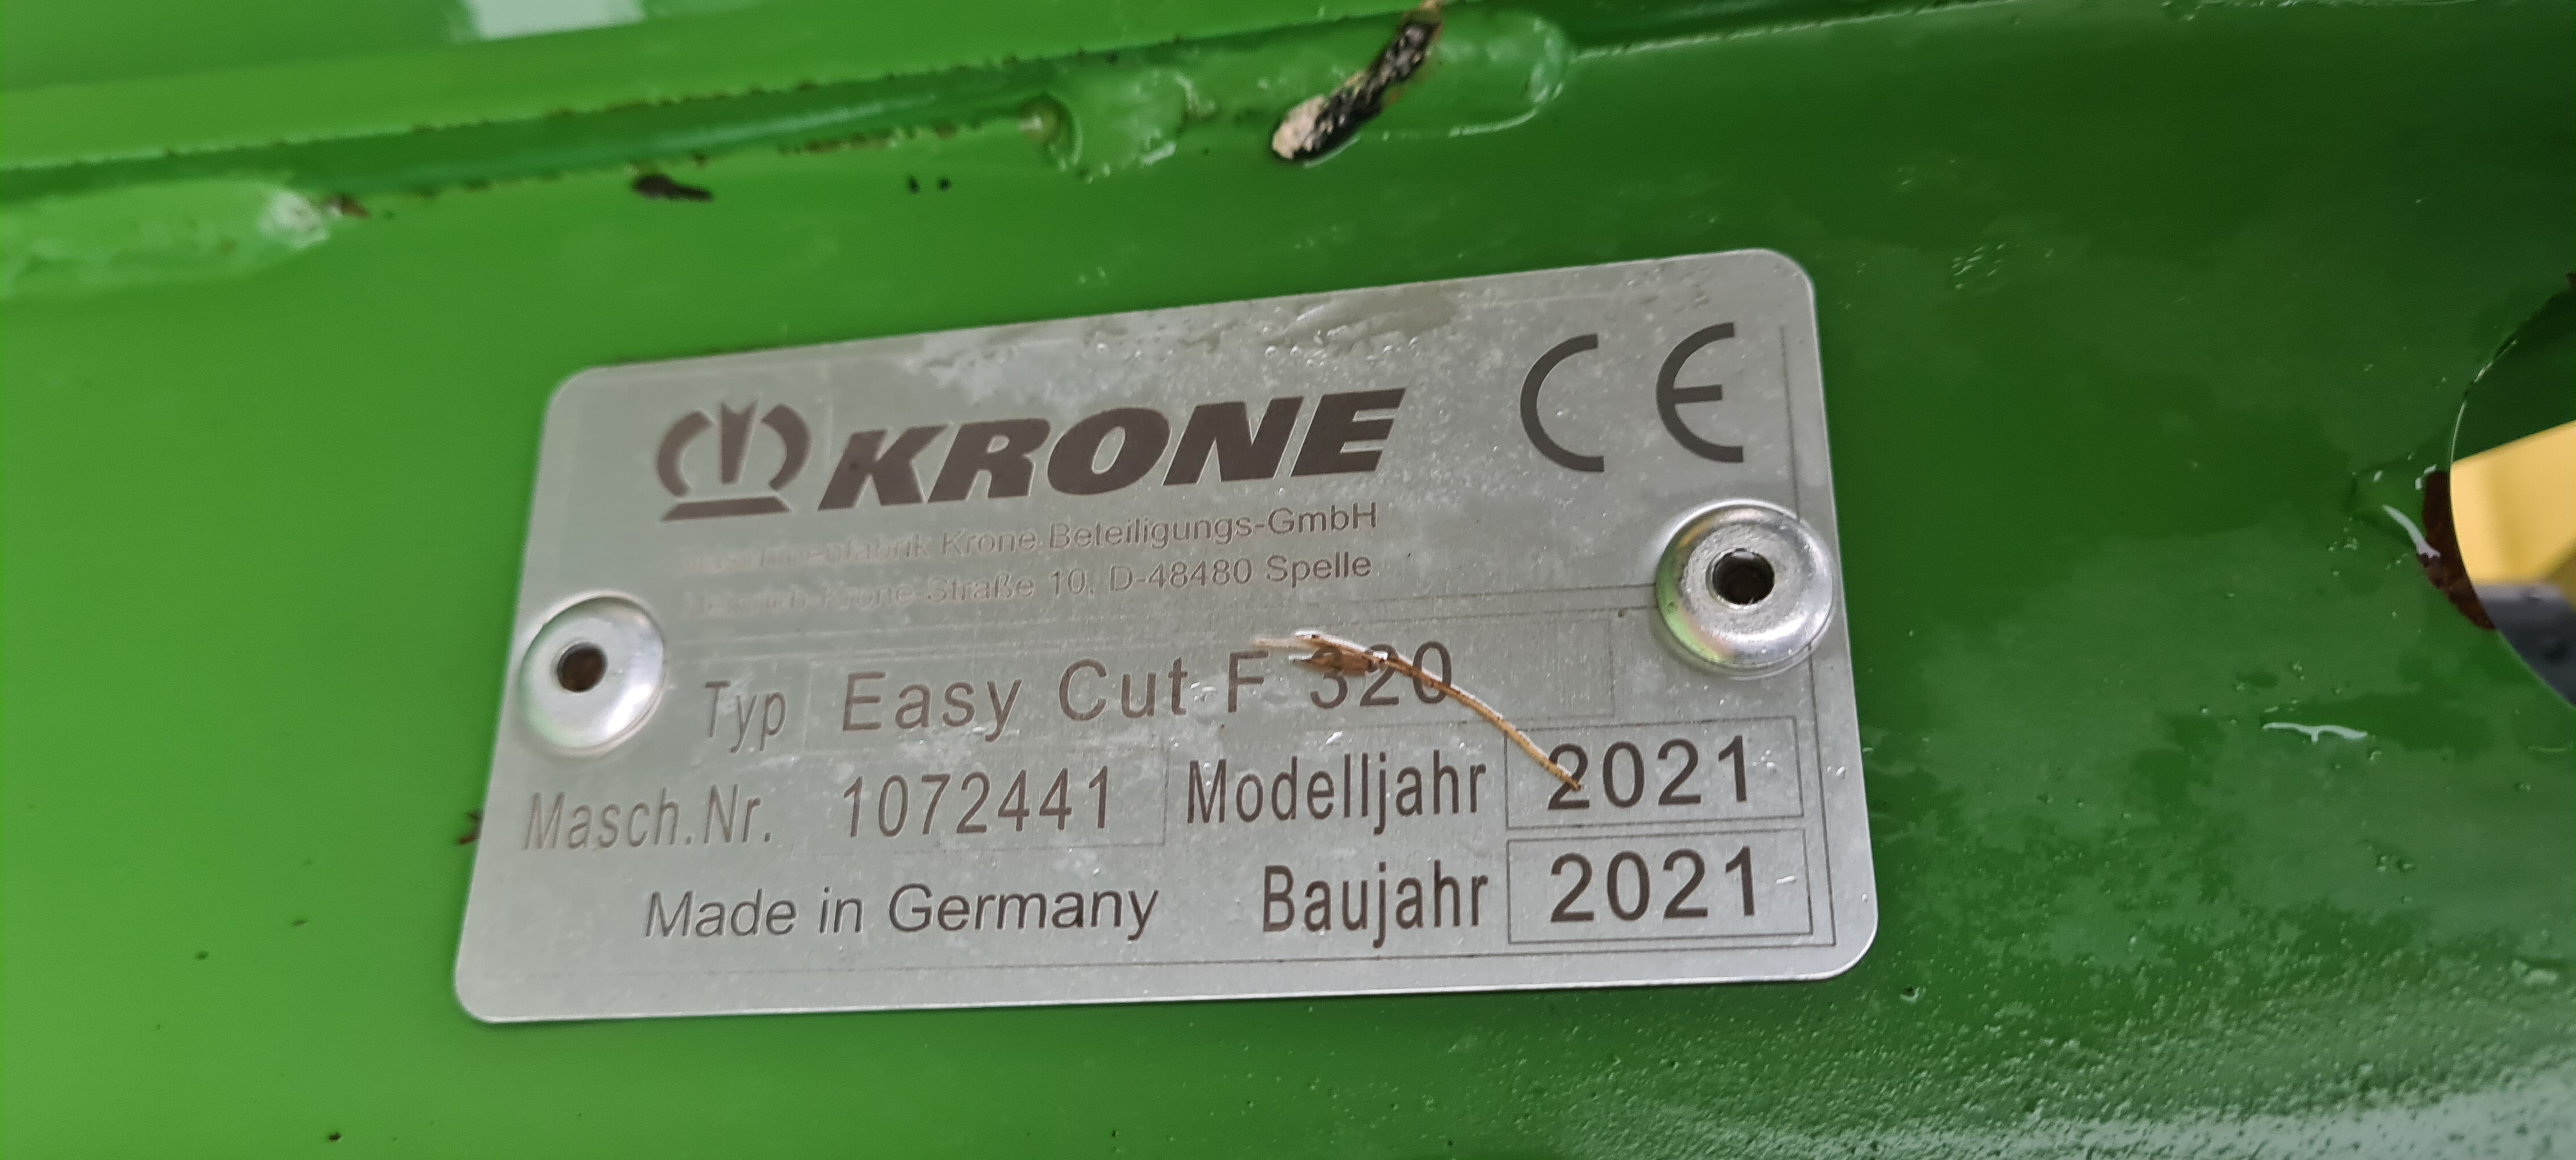 KRONE CE
Maschinenfabrik Krone Beteiligungs-GmbH
Heinrich-Krone-Straße 10, D-48480 Spelle
Typ Easy Cut F 320
Masch.Nr. 1072441 Modelljahr 2021
Made in Germany Baujahr 2021